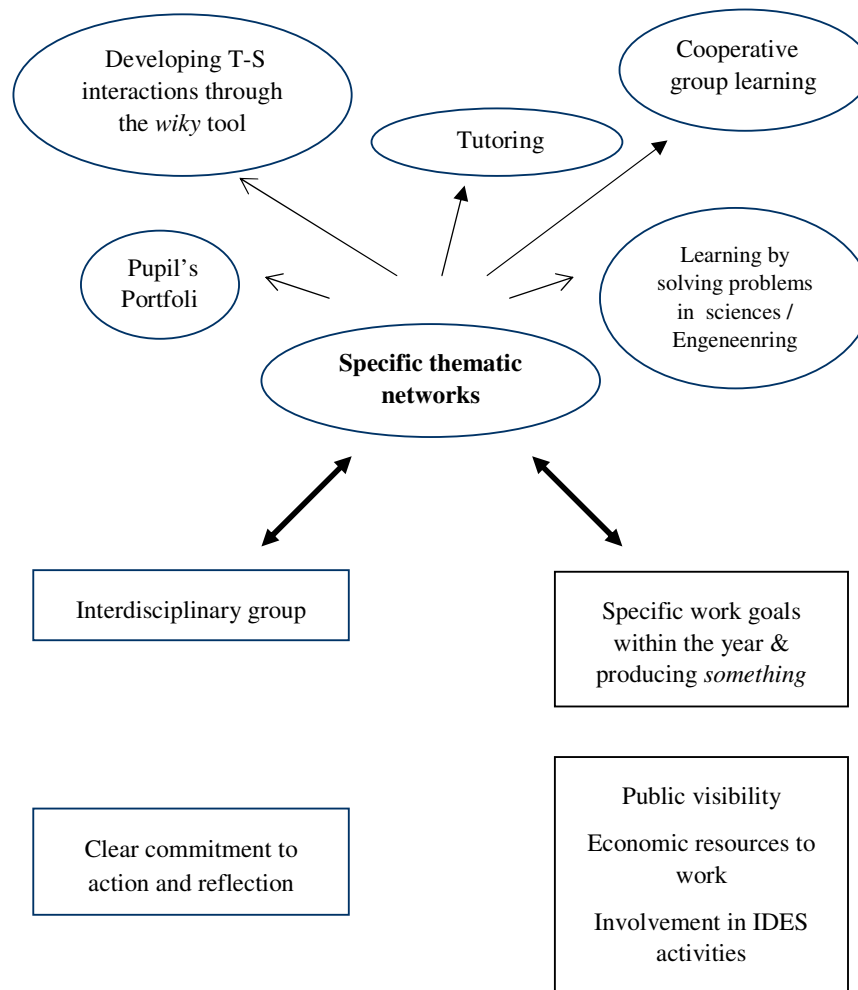 Developing T-S
interactions through
the wiky tool
Cooperative
group learning
Tutoring
Pupil's
Portfoli
Learning by
solving problems
in sciences /
Engeneenring
Specific thematic
networks
Interdisciplinary group
Specific work goals
within the year &
producing something
Clear commitment to
action and reflection
Public visibility
Economic resources to
work
Involvement in IDES
activities